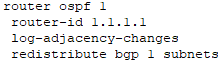 router ospf 1
router-id 1.1.1.1
log-adjacency-changes
redistribute bgp 1 subnets